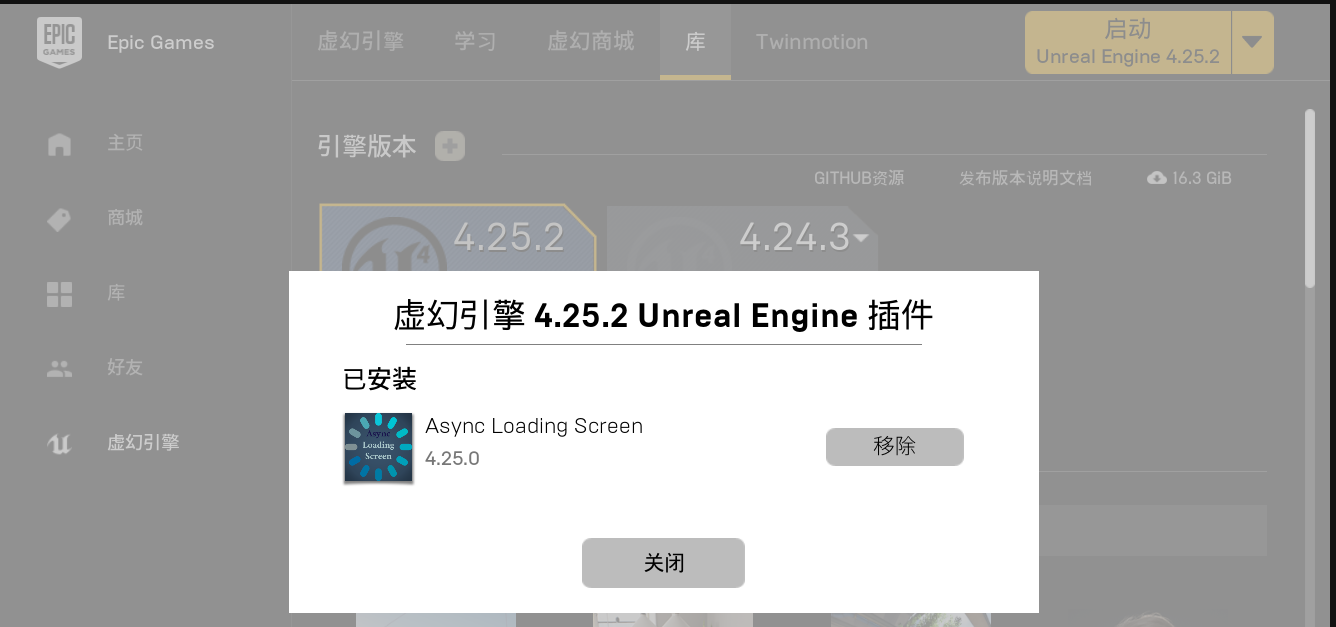 EPIC
GAMES
Epic Games
虚幻引擎
学习
虚幻商城
库
Twinmotion
启动
Unreal Engine 4.25.2
主页
商城
库
好友
虚幻引擎
引擎版本
GITHUB资源
发布版本说明文档
16.3 GiB
4.25.2
4.24.3
虚幻引擎 4.25.2 Unreal Engine 插件
已安装
Async
Loading
Screen
Async Loading Screen
4.25.0
移除
关闭